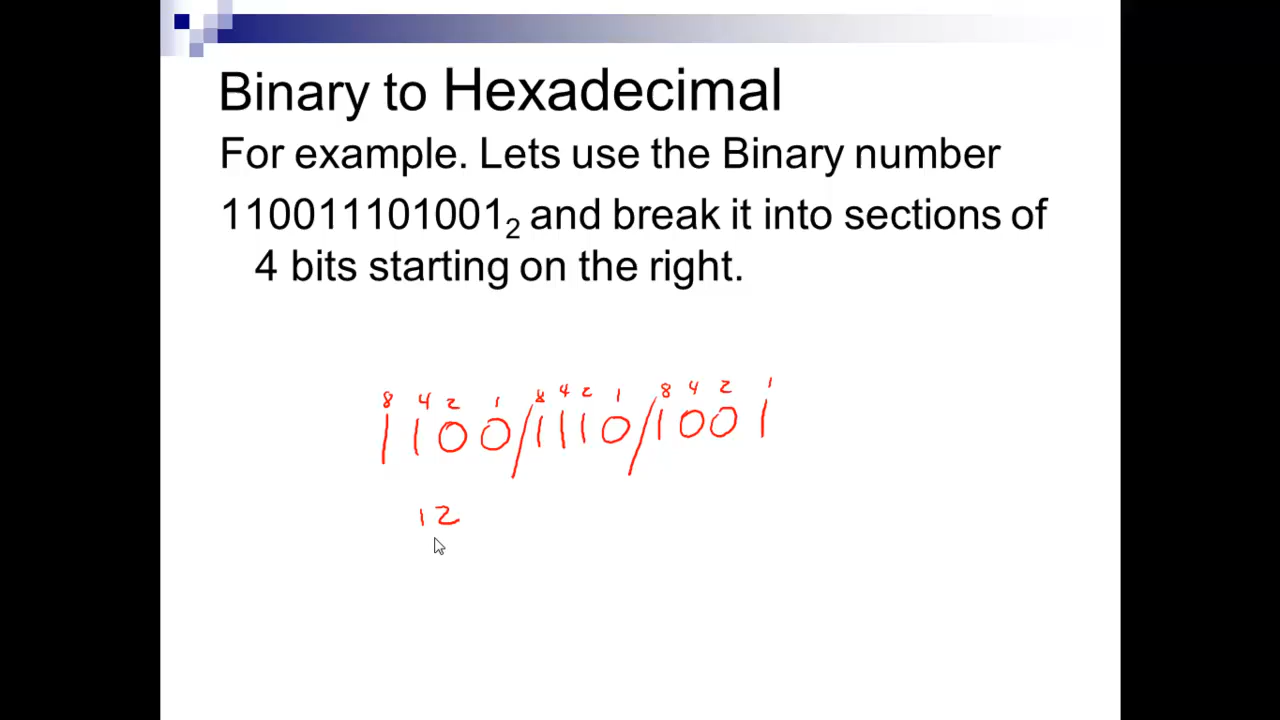 Binary to Hexadecimal
For example. Lets use the Binary number
110011101001₂ and break it into sections of
4 bits starting on the right.
8 4 2 1 8 4 2 1 8 4 2 1
1100/1110/1001
12